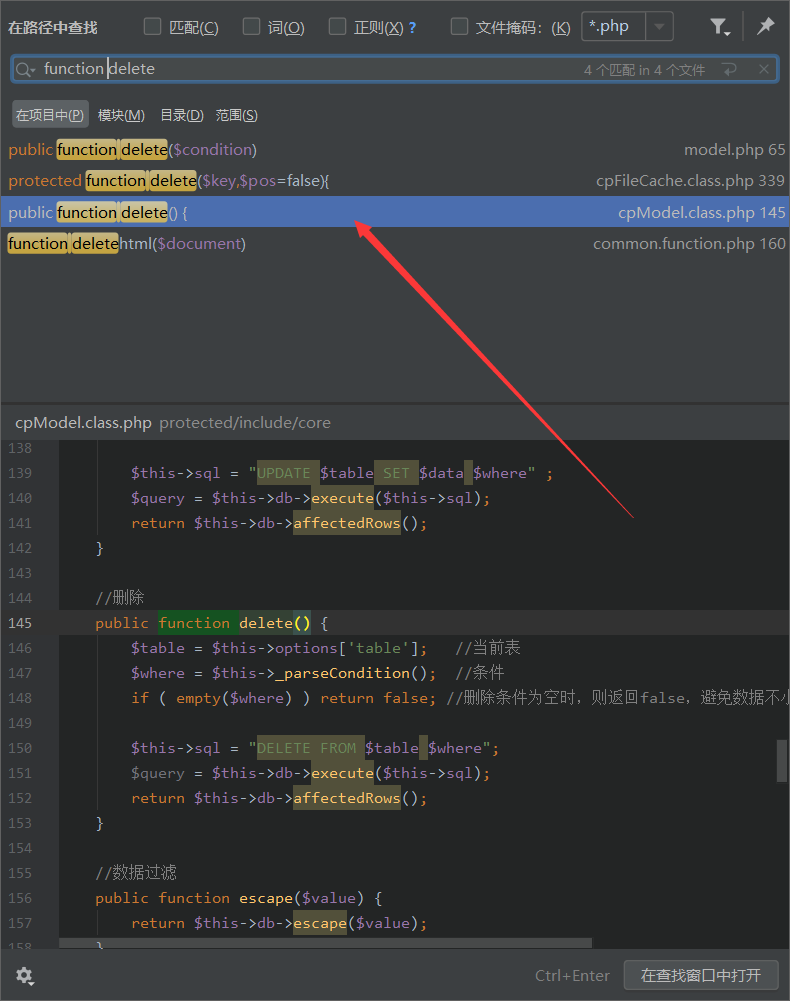 在路径中查找 匹配(C) 词(O) 正则(X) ? 文件掩码: (K) *.php
function delete 4 个匹配 in 4 个文件
在项目中(P) 模块(M) 目录(D) 范围(S)
public function delete($condition) model.php 65
protected function delete($key,$pos=false){ cpFileCache.class.php 339
public function delete() { cpModel.class.php 145
function deletehtml($document) common.function.php 160
cpModel.class.php protected/include/core
138
139 $this->sql = "UPDATE $table SET $data $where" ;
140 $query = $this->db->execute($this->sql);
141 return $this->db->affectedRows();
142 }
143
144 //删除
145 public function delete() {
146 $table = $this->options['table']; //当前表
147 $where = $this->_parseCondition(); //条件
148 if ( empty($where) ) return false; //删除条件为空时，则返回false，避免数据不小
149
150 $this->sql = "DELETE FROM $table $where";
151 $query = $this->db->execute($this->sql);
152 return $this->db->affectedRows();
153 }
154
155 //数据过滤
156 public function escape($value) {
157 return $this->db->escape($value);
158 }
Ctrl+Enter 在查找窗口中打开